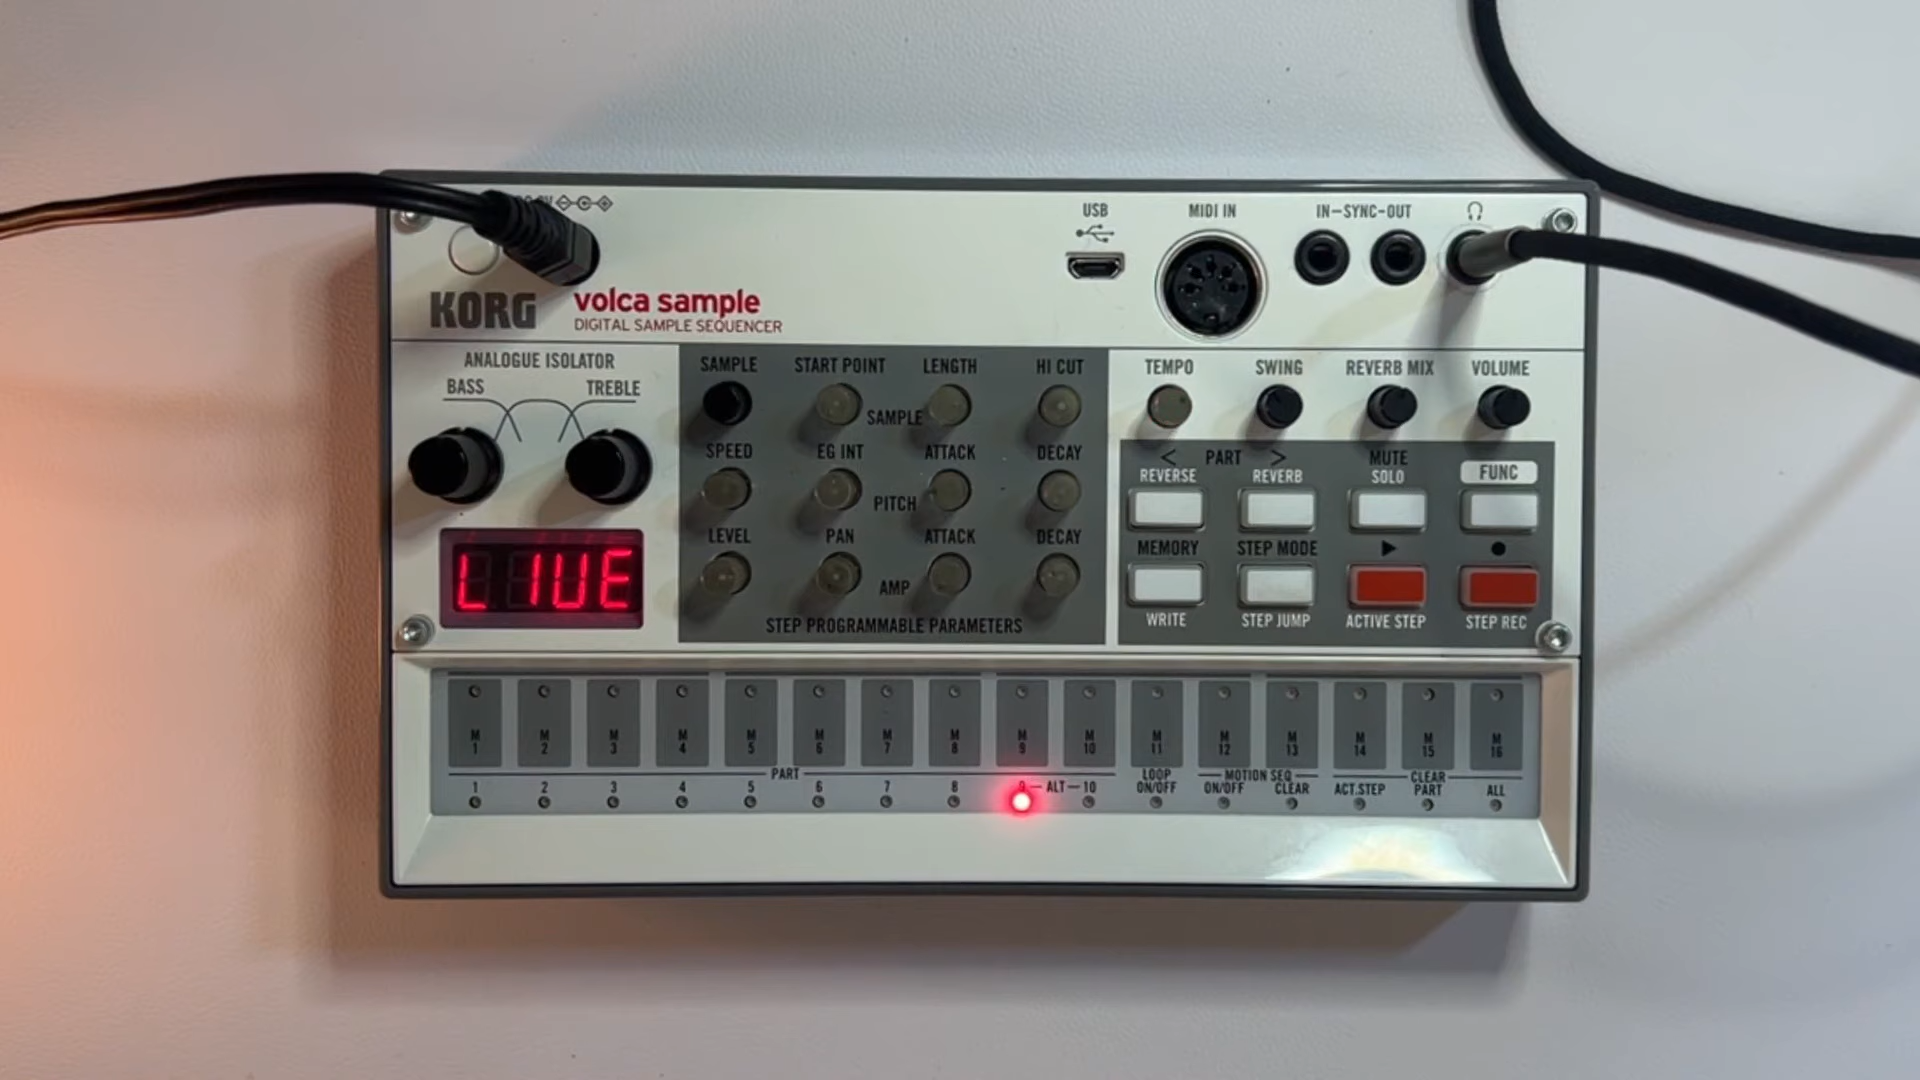 USB
MIDI IN
IN-SYNC-OUT
KORG
volca sample
DIGITAL SAMPLE SEQUENCER
ANALOGUE ISOLATOR
BASS
TREBLE
SAMPLE
START POINT
LENGTH
HI CUT
SAMPLE
SPEED
EG INT
ATTACK
DECAY
PITCH
LEVEL
PAN
ATTACK
DECAY
AMP
STEP PROGRAMMABLE PARAMETERS
LIVE
TEMPO
SWING
REVERB MIX
VOLUME
< PART >
MUTE
REVERSE
REVERB
SOLO
FUNC
MEMORY
STEP MODE
WRITE
STEP JUMP
ACTIVE STEP
STEP REC
M 1
M 2
M 3
M 4
M 5
M 6
M 7
M 8
M 9
M 10
M 11
M 12
M 13
M 14
M 15
M 16
PART
1 2 3 4 5 6 7 8 9 - ALT - 10
LOOP ON/OFF
MOTION SEQ
ON/OFF
CLEAR
CLEAR
ACT.STEP
PART
ALL